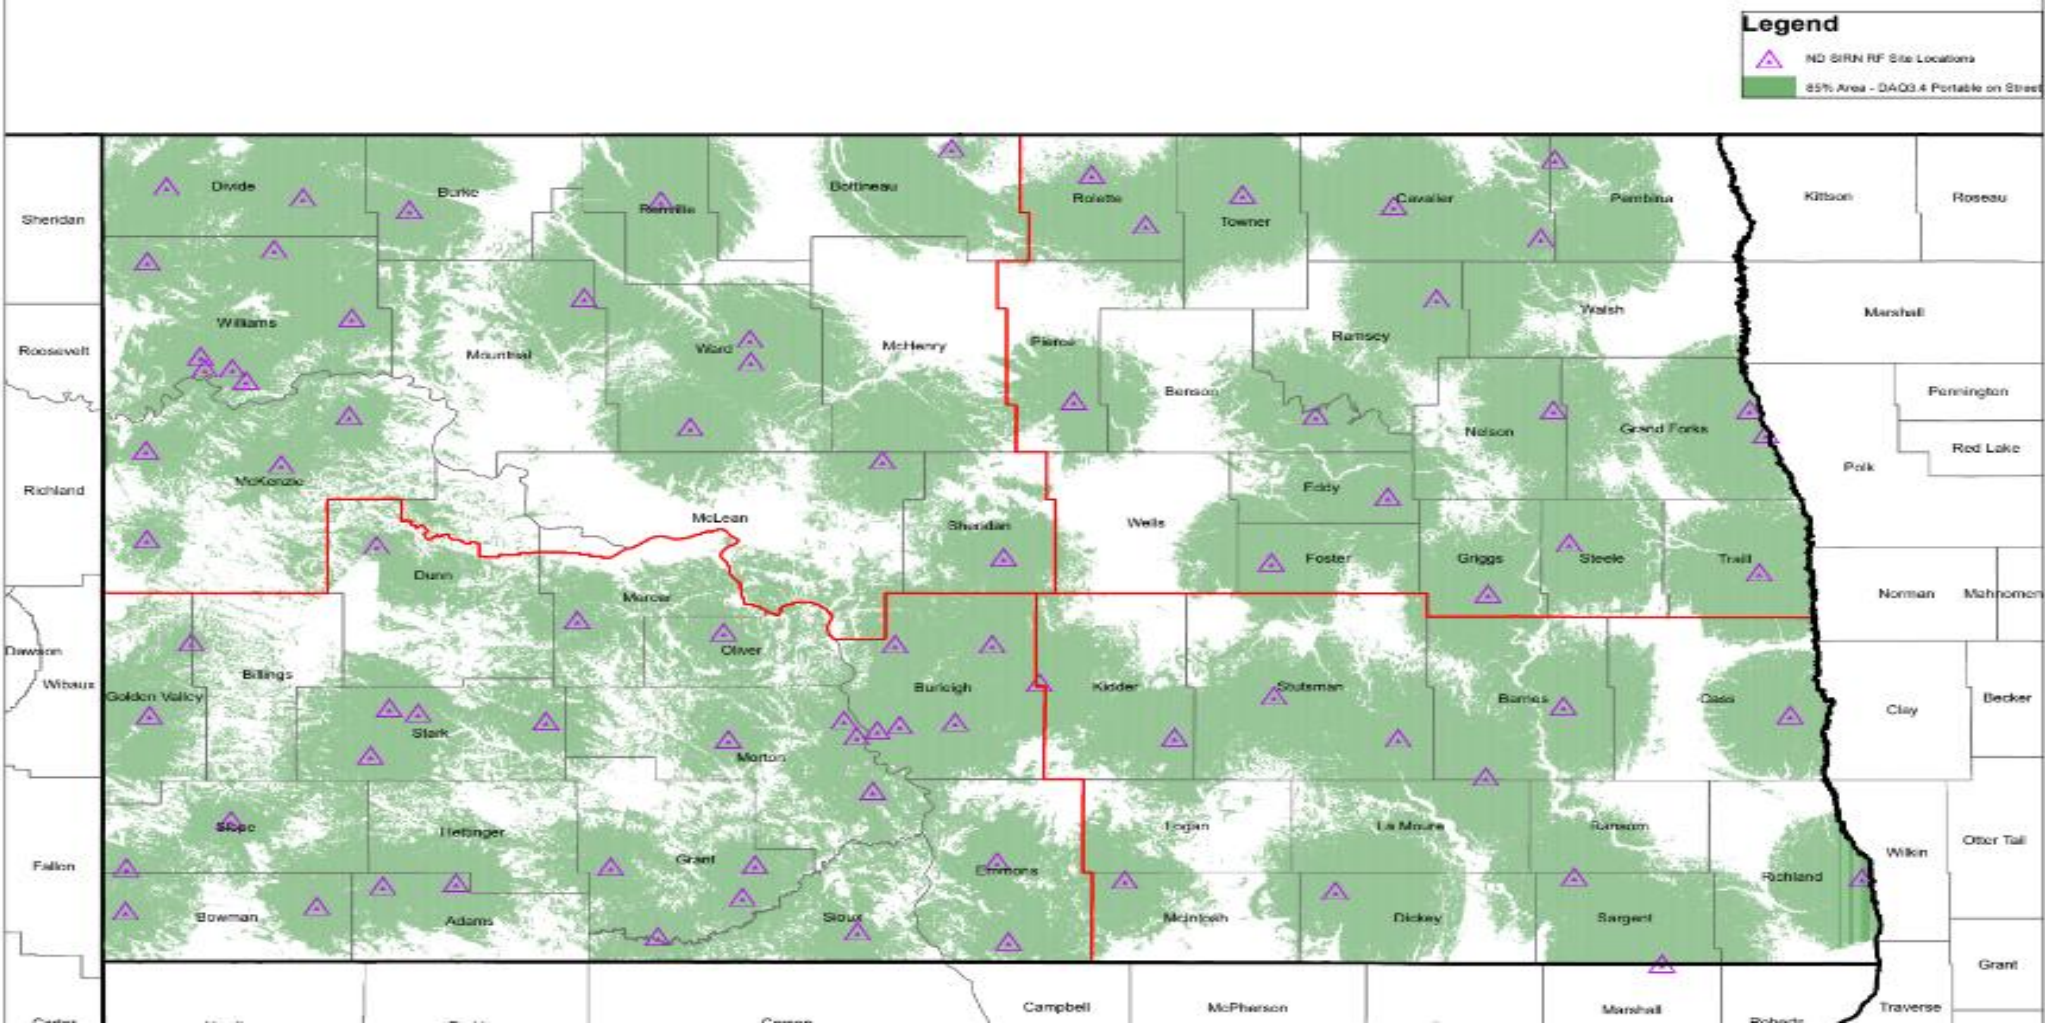 Legend
ND SIRN RF Site Locations
85% Area - DAQ3.4 Portable on Street
Divide
Burke
Renville
Bottineau
Rolette
Towner
Cavalier
Pembina
Kittson
Roseau
Sheridan
Williams
Mountrail
Ward
McHenry
Pierce
Benson
Ramsey
Walsh
Marshall
Roosevelt
Pennington
Nelson
Grand Forks
Red Lake
Polk
McKenzie
Richland
McLean
Sheridan
Wells
Eddy
Foster
Griggs
Steele
Traill
Norman
Mahnomen
Dunn
Mercer
Oliver
Dawson
Wibaux
Golden Valley
Billings
Stark
Morton
Burleigh
Kidder
Stutsman
Barnes
Cass
Clay
Becker
Slope
Hettinger
Grant
Emmons
Logan
La Moure
Ransom
Richland
Wilkin
Otter Tail
Fallon
Bowman
Adams
Sioux
McIntosh
Dickey
Sargent
Grant
Campbell
McPherson
Marshall
Roberts
Traverse